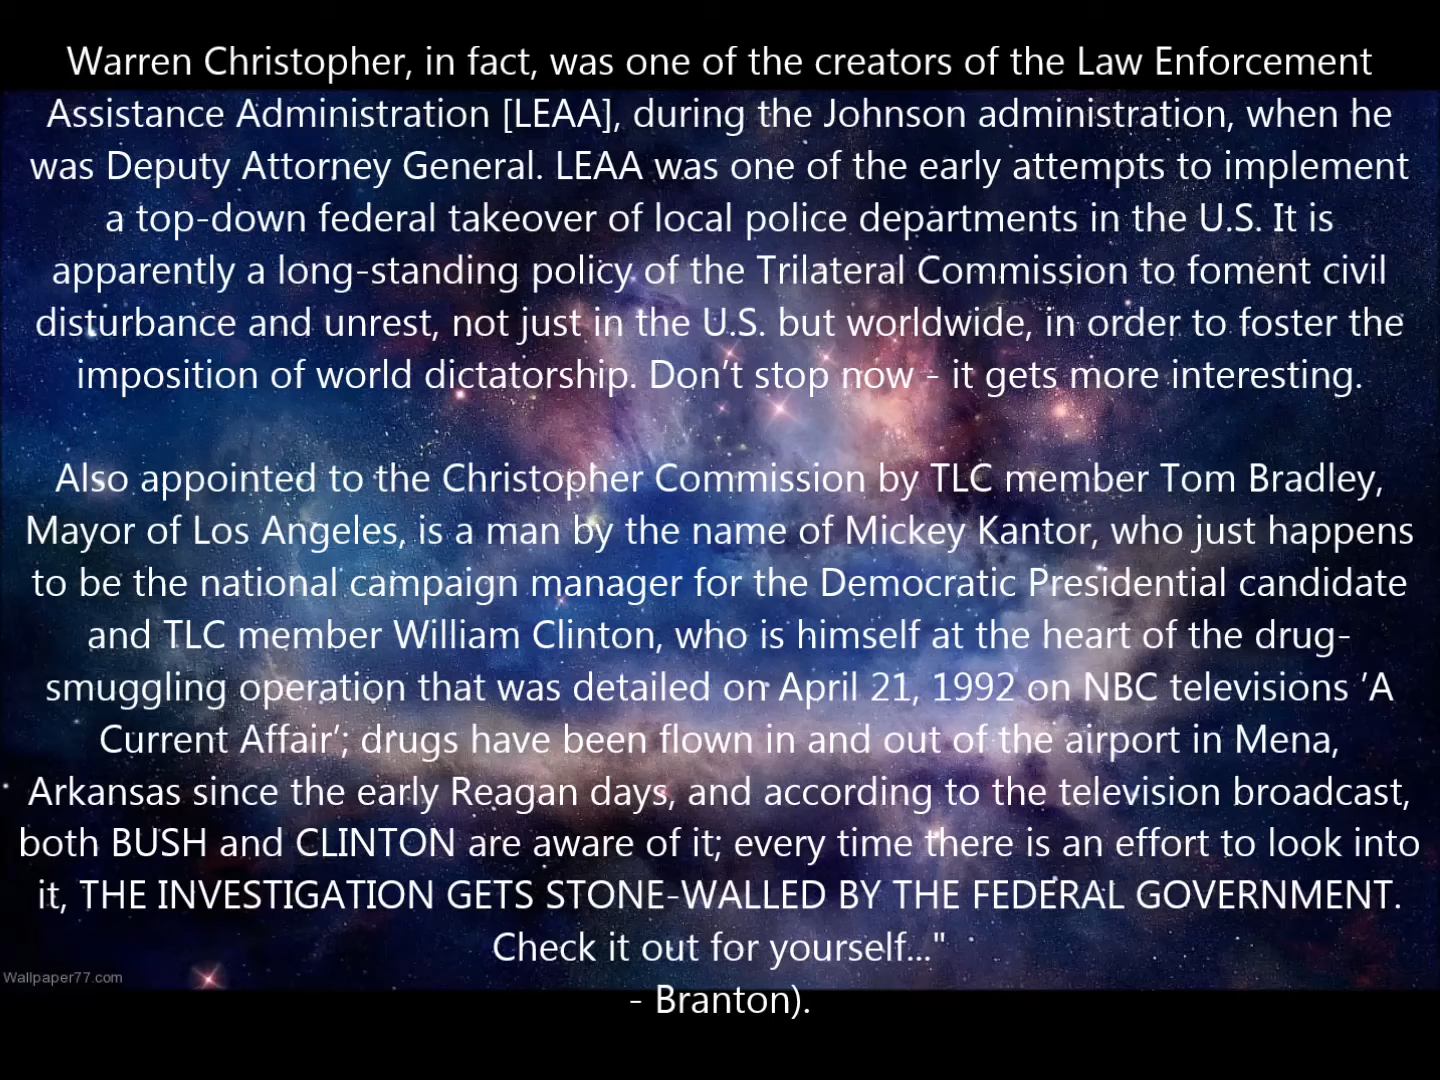 Warren Christopher, in fact, was one of the creators of the Law Enforcement
Assistance Administration [LEAA], during the Johnson administration, when he
was Deputy Attorney General. LEAA was one of the early attempts to implement
a top-down federal takeover of local police departments in the U.S. It is
apparently a long-standing policy of the Trilateral Commission to foment civil
disturbance and unrest, not just in the U.S. but worldwide, in order to foster the
imposition of world dictatorship. Don’t stop now - it gets more interesting.
Also appointed to the Christopher Commission by TLC member Tom Bradley,
Mayor of Los Angeles, is a man by the name of Mickey Kantor, who just happens
to be the national campaign manager for the Democratic Presidential candidate
and TLC member William Clinton, who is himself at the heart of the drug-
smuggling operation that was detailed on April 21, 1992 on NBC televisions ’A
Current Affair’; drugs have been flown in and out of the airport in Mena,
Arkansas since the early Reagan days, and according to the television broadcast,
both BUSH and CLINTON are aware of it; every time there is an effort to look into
it, THE INVESTIGATION GETS STONE-WALLED BY THE FEDERAL GOVERNMENT.
Check it out for yourself..."
Wallpaper77.com
- Branton).